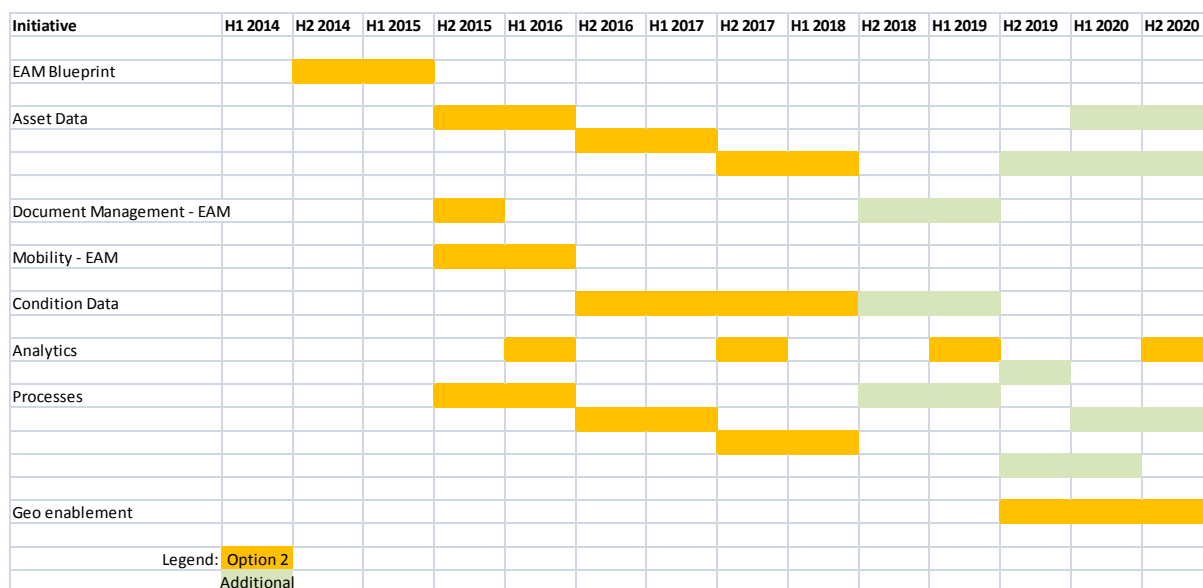 Initiative H1 2014 H2 2014 H1 2015 H2 2015 H1 2016 H2 2016 H1 2017 H2 2017 H1 2018 H2 2018 H1 2019 H2 2019 H1 2020 H2 2020
EAM Blueprint
Asset Data
Document Management - EAM
Mobility - EAM
Condition Data
Analytics
Processes
Geo enablement
Legend: Option 2
Additional